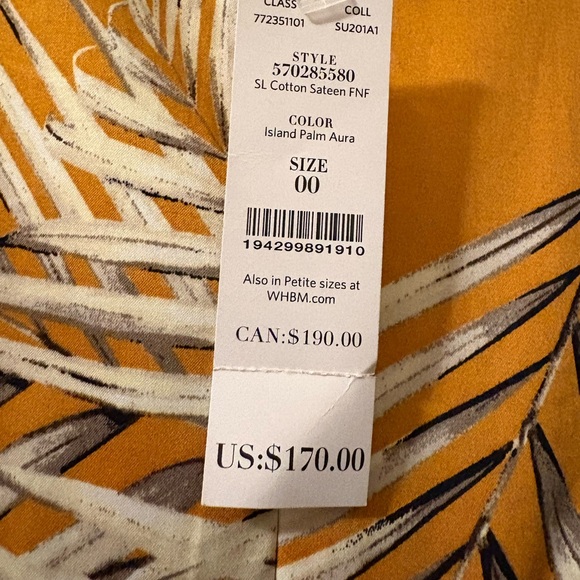 CLASS COLL
772351101 SU201A1
STYLE
570285580
SL Cotton Sateen FNF
COLOR
Island Palm Aura
SIZE
00
194299891910
Also in Petite sizes at
WHBM.com
CAN:$190.00
US:$170.00